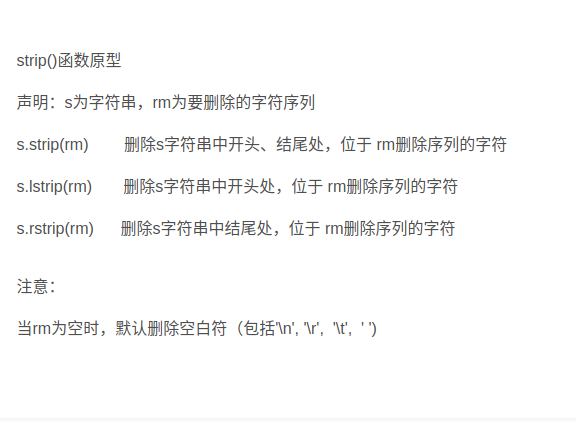 strip()函数原型
声明：s为字符串，rm为要删除的字符序列
s.strip(rm)        删除s字符串中开头、结尾处，位于 rm删除序列的字符
s.lstrip(rm)       删除s字符串中开头处，位于 rm删除序列的字符
s.rstrip(rm)      删除s字符串中结尾处，位于 rm删除序列的字符
注意：
当rm为空时，默认删除空白符（包括'\n', '\r',  '\t',  ' ')